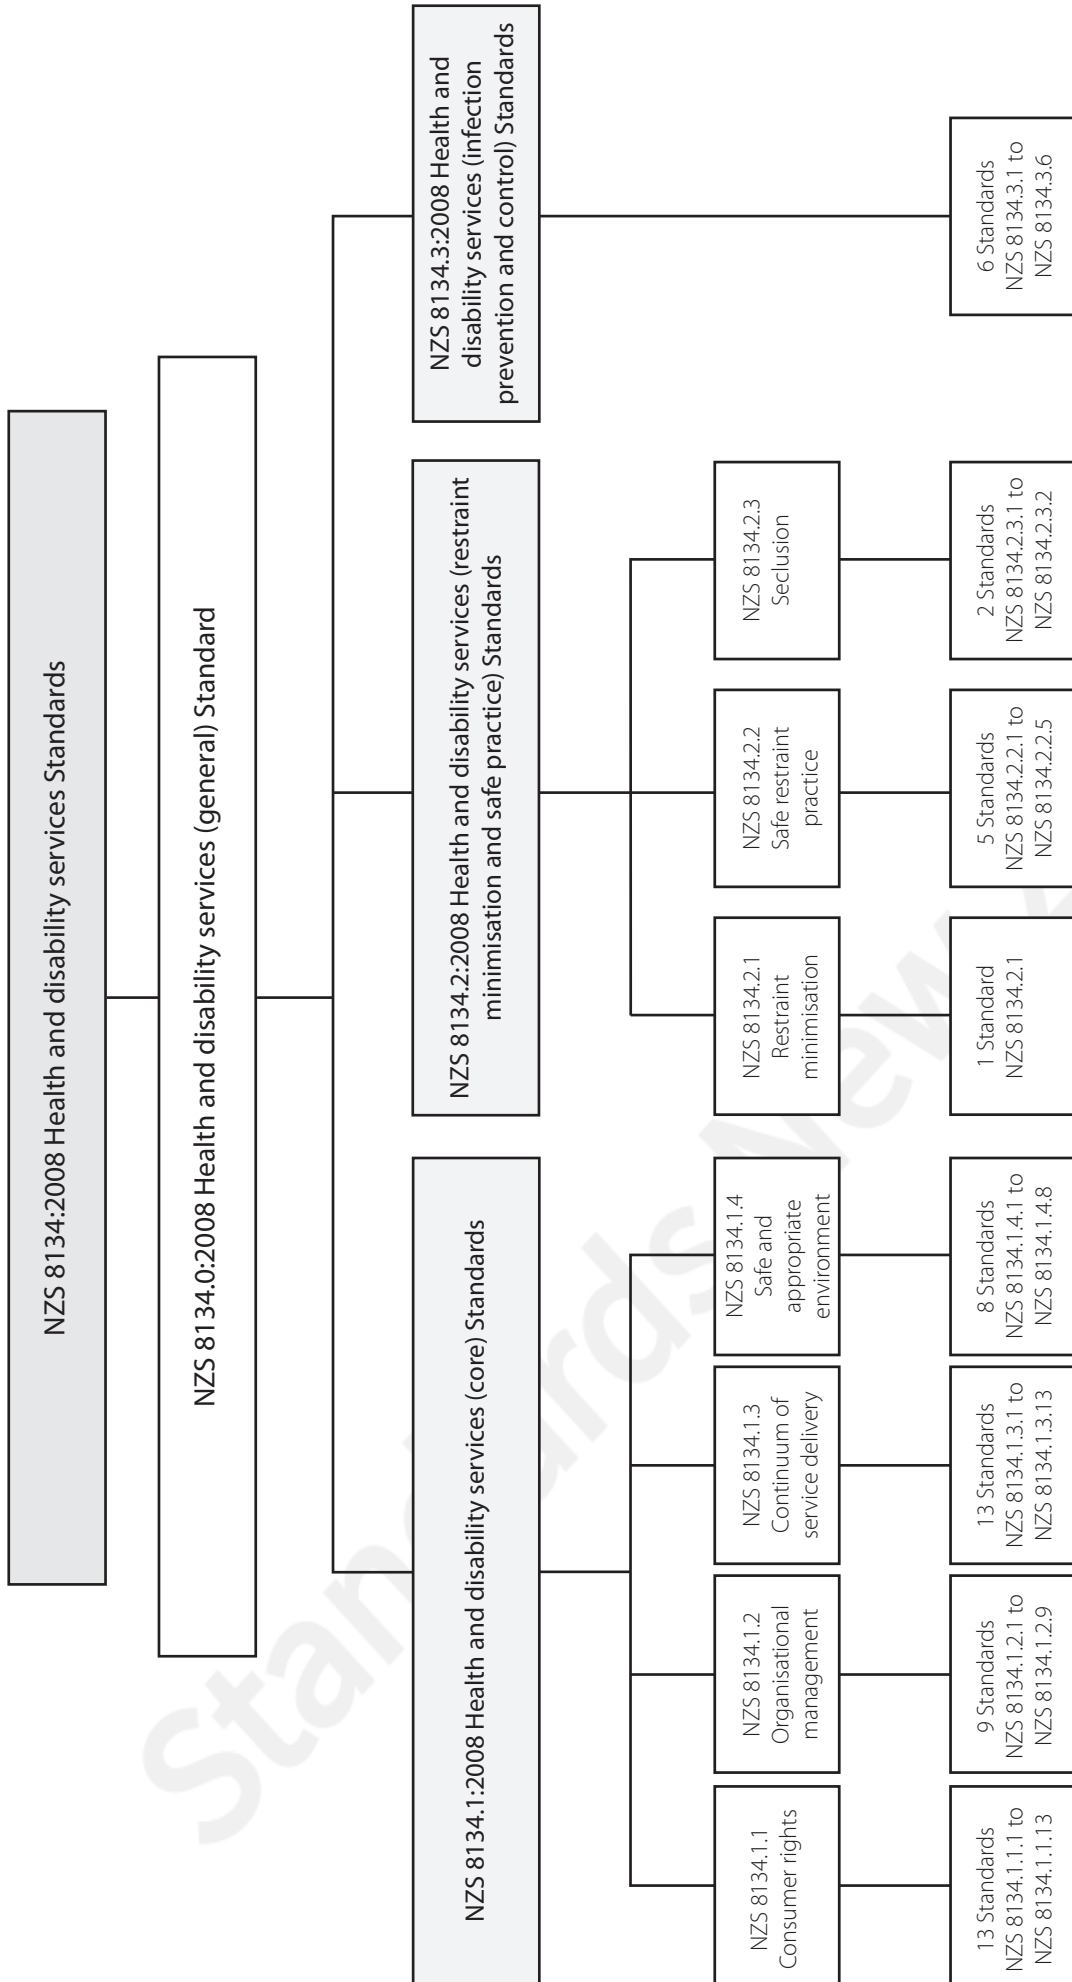 NZS 8134:2008 Health and disability services Standards
NZS 8134.0:2008 Health and disability services (general) Standard
NZS 8134.1:2008 Health and disability services (core) Standards
NZS 8134.2:2008 Health and disability services (restraint
minimisation and safe practice) Standards
NZS 8134.3:2008 Health and
disability services (infection
prevention and control) Standards
NZS 8134.1.1
Consumer rights
NZS 8134.1.2
Organisational
management
NZS 8134.1.3
Continuum of
service delivery
NZS 8134.1.4
Safe and
appropriate
environment
NZS 8134.2.1
Restraint
minimisation
NZS 8134.2.2
Safe restraint
practice
NZS 8134.2.3
Seclusion
13 Standards
NZS 8134.1.1.1 to
NZS 8134.1.1.13
9 Standards
NZS 8134.1.2.1 to
NZS 8134.1.2.9
13 Standards
NZS 8134.1.3.1 to
NZS 8134.1.3.13
8 Standards
NZS 8134.1.4.1 to
NZS 8134.1.4.8
1 Standard
NZS 8134.2.1
5 Standards
NZS 8134.2.2.1 to
NZS 8134.2.2.5
2 Standards
NZS 8134.2.3.1 to
NZS 8134.2.3.2
6 Standards
NZS 8134.3.1 to
NZS 8134.3.6
Standards New